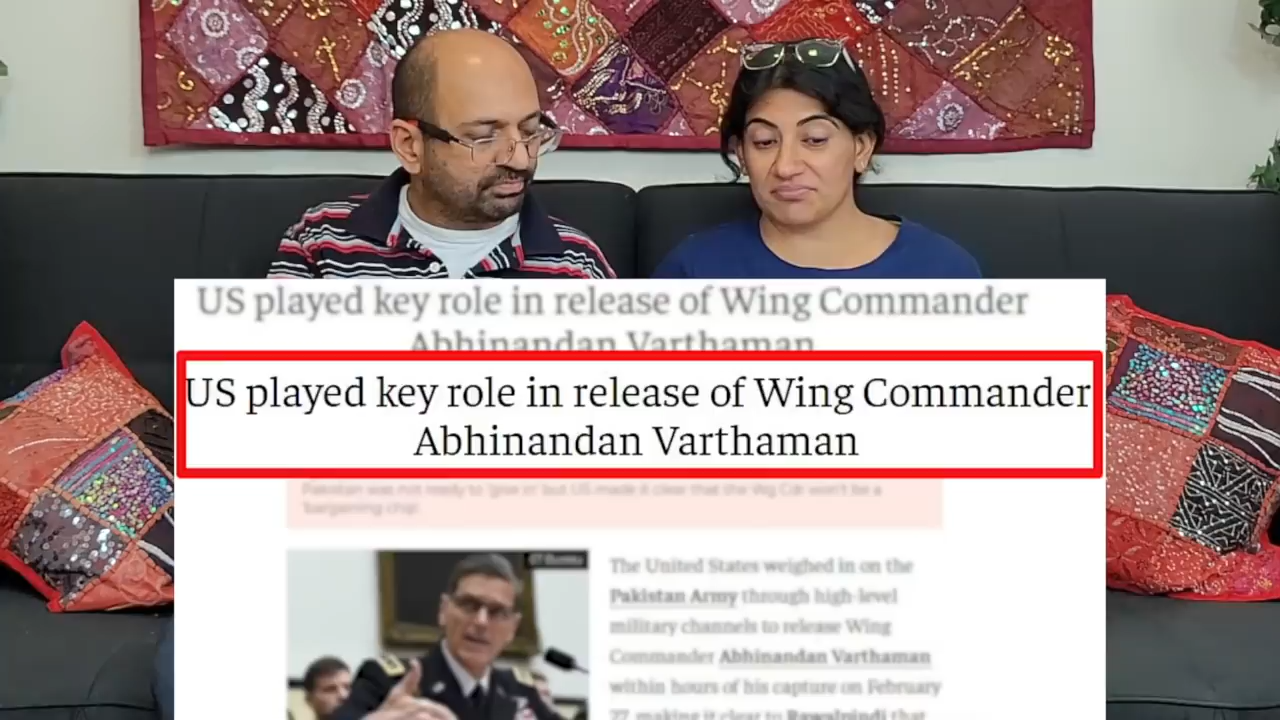 US played key role in release of Wing Commander
Abhinandan Varthaman
US played key role in release of Wing Commander
Abhinandan Varthaman
Pakistan was not ready to 'give in' but US made it clear that the Wg Cdr won't be a
'bargaining chip'
The United States weighed in on the
Pakistan Army through high-level
military channels to release Wing
Commander Abhinandan Varthaman
within hours of his capture on February
27, making it clear to Rawalpindi that